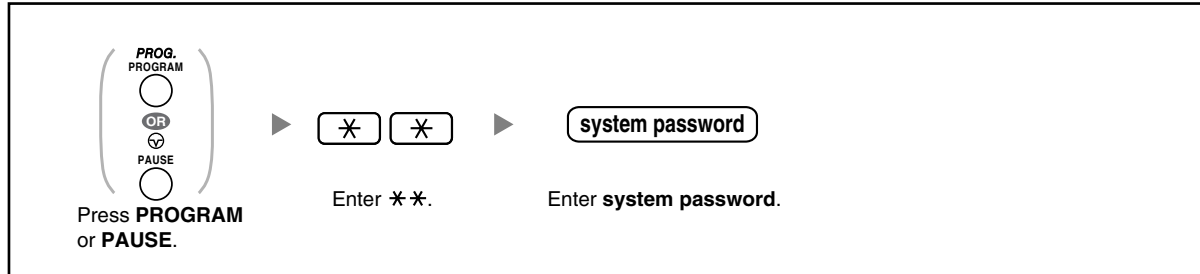 PROG.
PROGRAM
OR
PAUSE
Press PROGRAM
or PAUSE.
* *
Enter **.
system password
Enter system password.